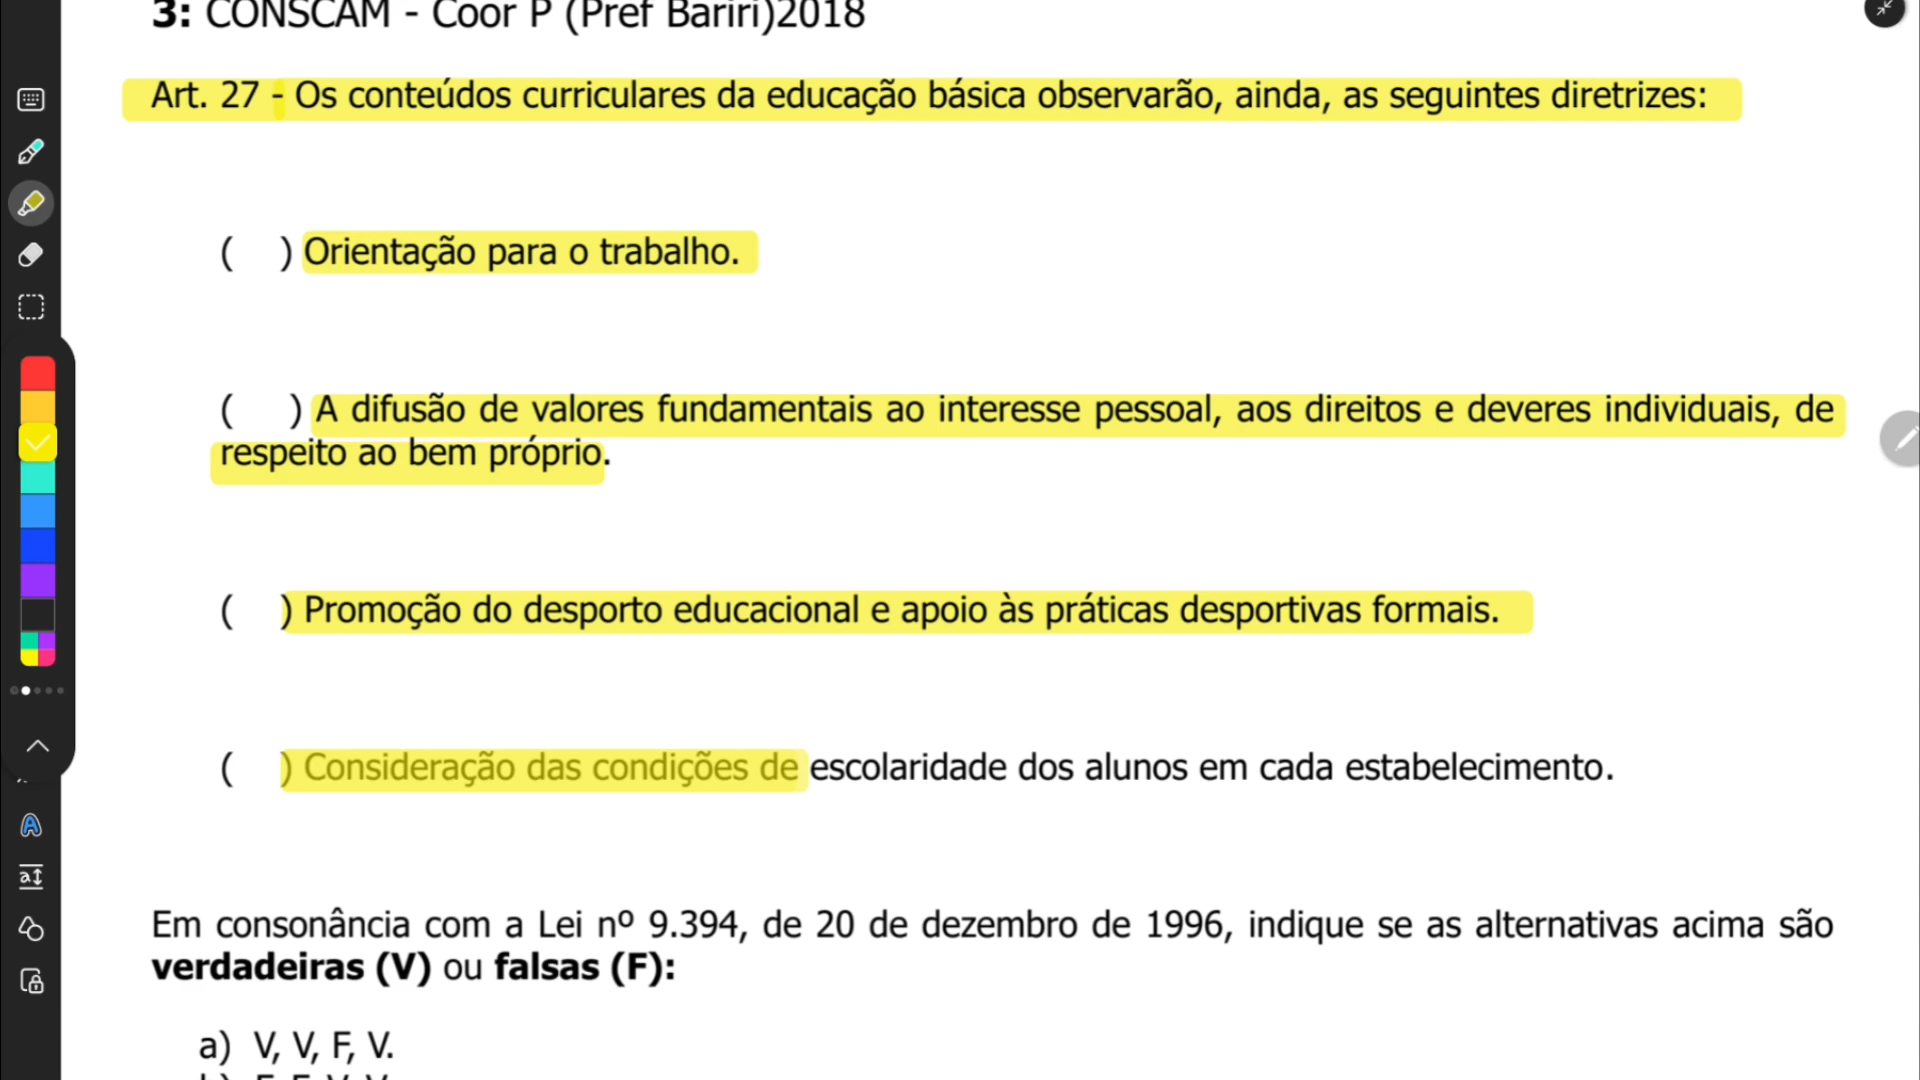 3: CONSCAM - Coor P (Pref Bariri)2018
Art. 27 - Os conteúdos curriculares da educação básica observarão, ainda, as seguintes diretrizes:
( ) Orientação para o trabalho.
( ) A difusão de valores fundamentais ao interesse pessoal, aos direitos e deveres individuais, de
respeito ao bem próprio.
( ) Promoção do desporto educacional e apoio às práticas desportivas formais.
( ) Consideração das condições de escolaridade dos alunos em cada estabelecimento.
Em consonância com a Lei nº 9.394, de 20 de dezembro de 1996, indique se as alternativas acima são
verdadeiras (V) ou falsas (F):
a) V, V, F, V.